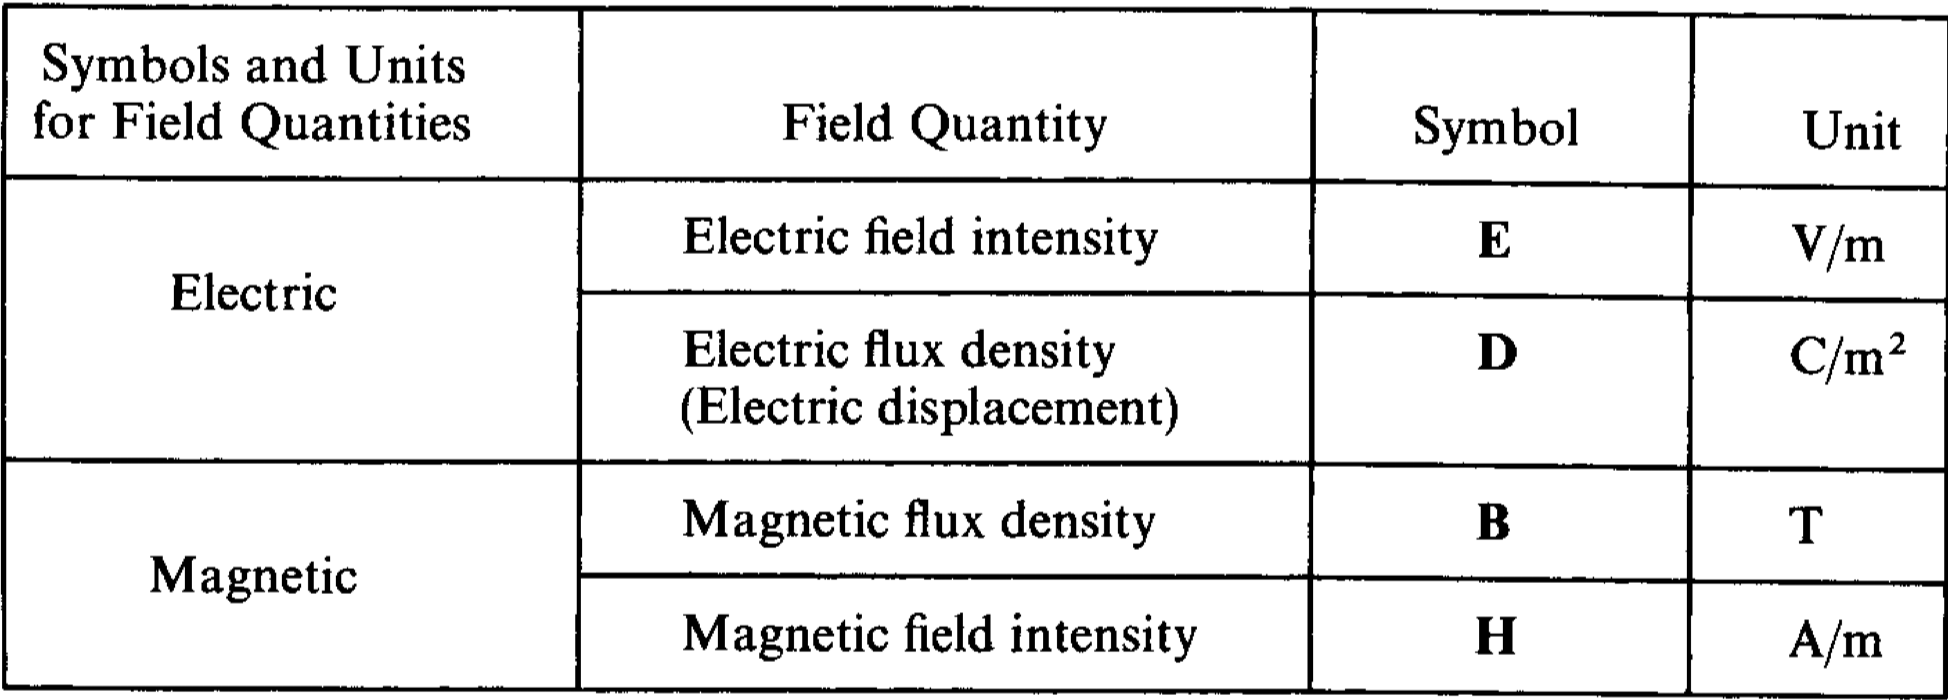 Symbols and Units
for Field Quantities
Field Quantity
Symbol
Unit
Electric
Electric field intensity
E
V/m
Electric flux density
(Electric displacement)
D
C/m²
Magnetic
Magnetic flux density
B
T
Magnetic field intensity
H
A/m